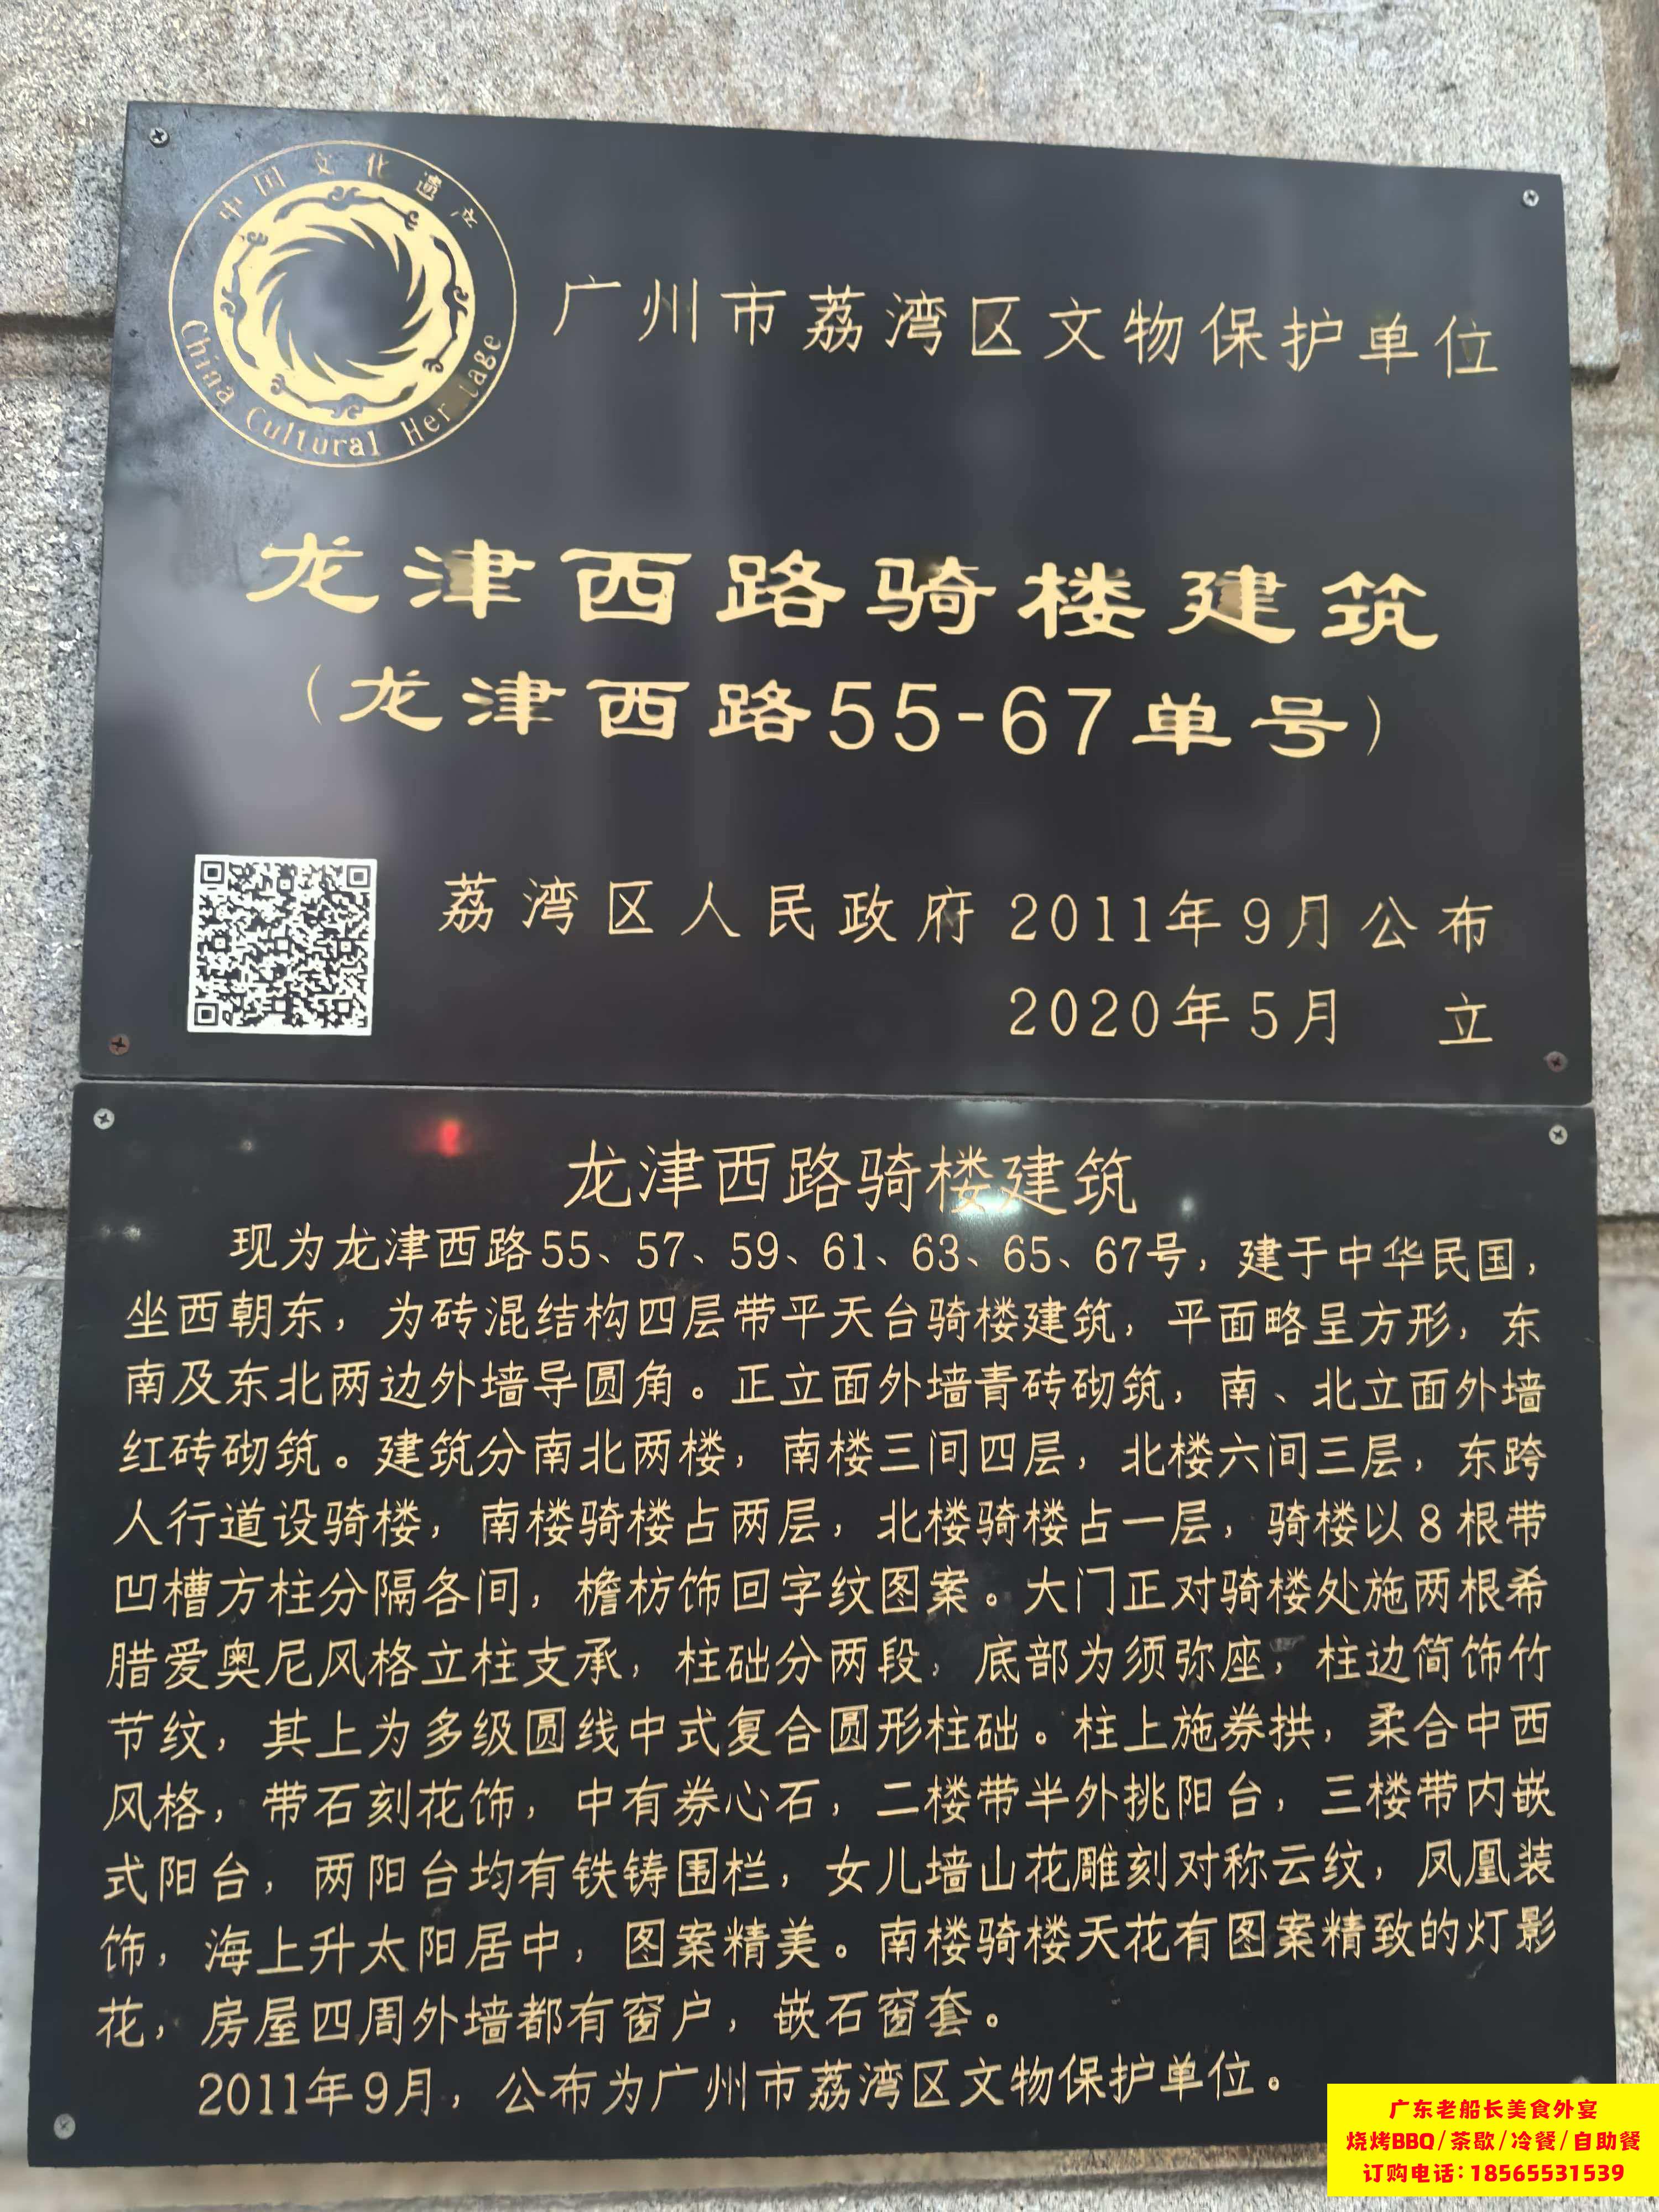 中国文化遗产
China Cultural Her tage
广州市荔湾区文物保护单位
龙津西路骑楼建筑
（龙津西路55-67单号）
荔湾区人民政府 2011年9月公布
2020年5月 立
龙津西路骑楼建筑
现为龙津西路55、57、59、61、63、65、67号，建于中华民国，
坐西朝东，为砖混结构四层带平天台骑楼建筑，平面略呈方形，东
南及东北两边外墙导圆角。正立面外墙青砖砌筑，南、北立面外墙
红砖砌筑。建筑分南北两楼，南楼三间四层，北楼六间三层，东跨
人行道设骑楼，南楼骑楼占两层，北楼骑楼占一层，骑楼以8根带
凹槽方柱分隔各间，檐枋饰回字纹图案。大门正对骑楼处施两根希
腊爱奥尼风格立柱支承，柱础分两段，底部为须弥座，柱边简饰竹
节纹，其上为多级圆线中式复合圆形柱础。柱上施券拱，柔合中西
风格，带石刻花饰，中有券心石，二楼带半外挑阳台，三楼带内嵌
式阳台，两阳台均有铁铸围栏，女儿墙山花雕刻对称云纹，凤凰装
饰，海上升太阳居中，图案精美。南楼骑楼天花有图案精致的灯影
花，房屋四周外墙都有窗户，嵌石窗套。
2011年9月，公布为广州市荔湾区文物保护单位。
广东老船长美食外宴
烧烤BBQ/茶歇/冷餐/自助餐
订购电话:18565531539